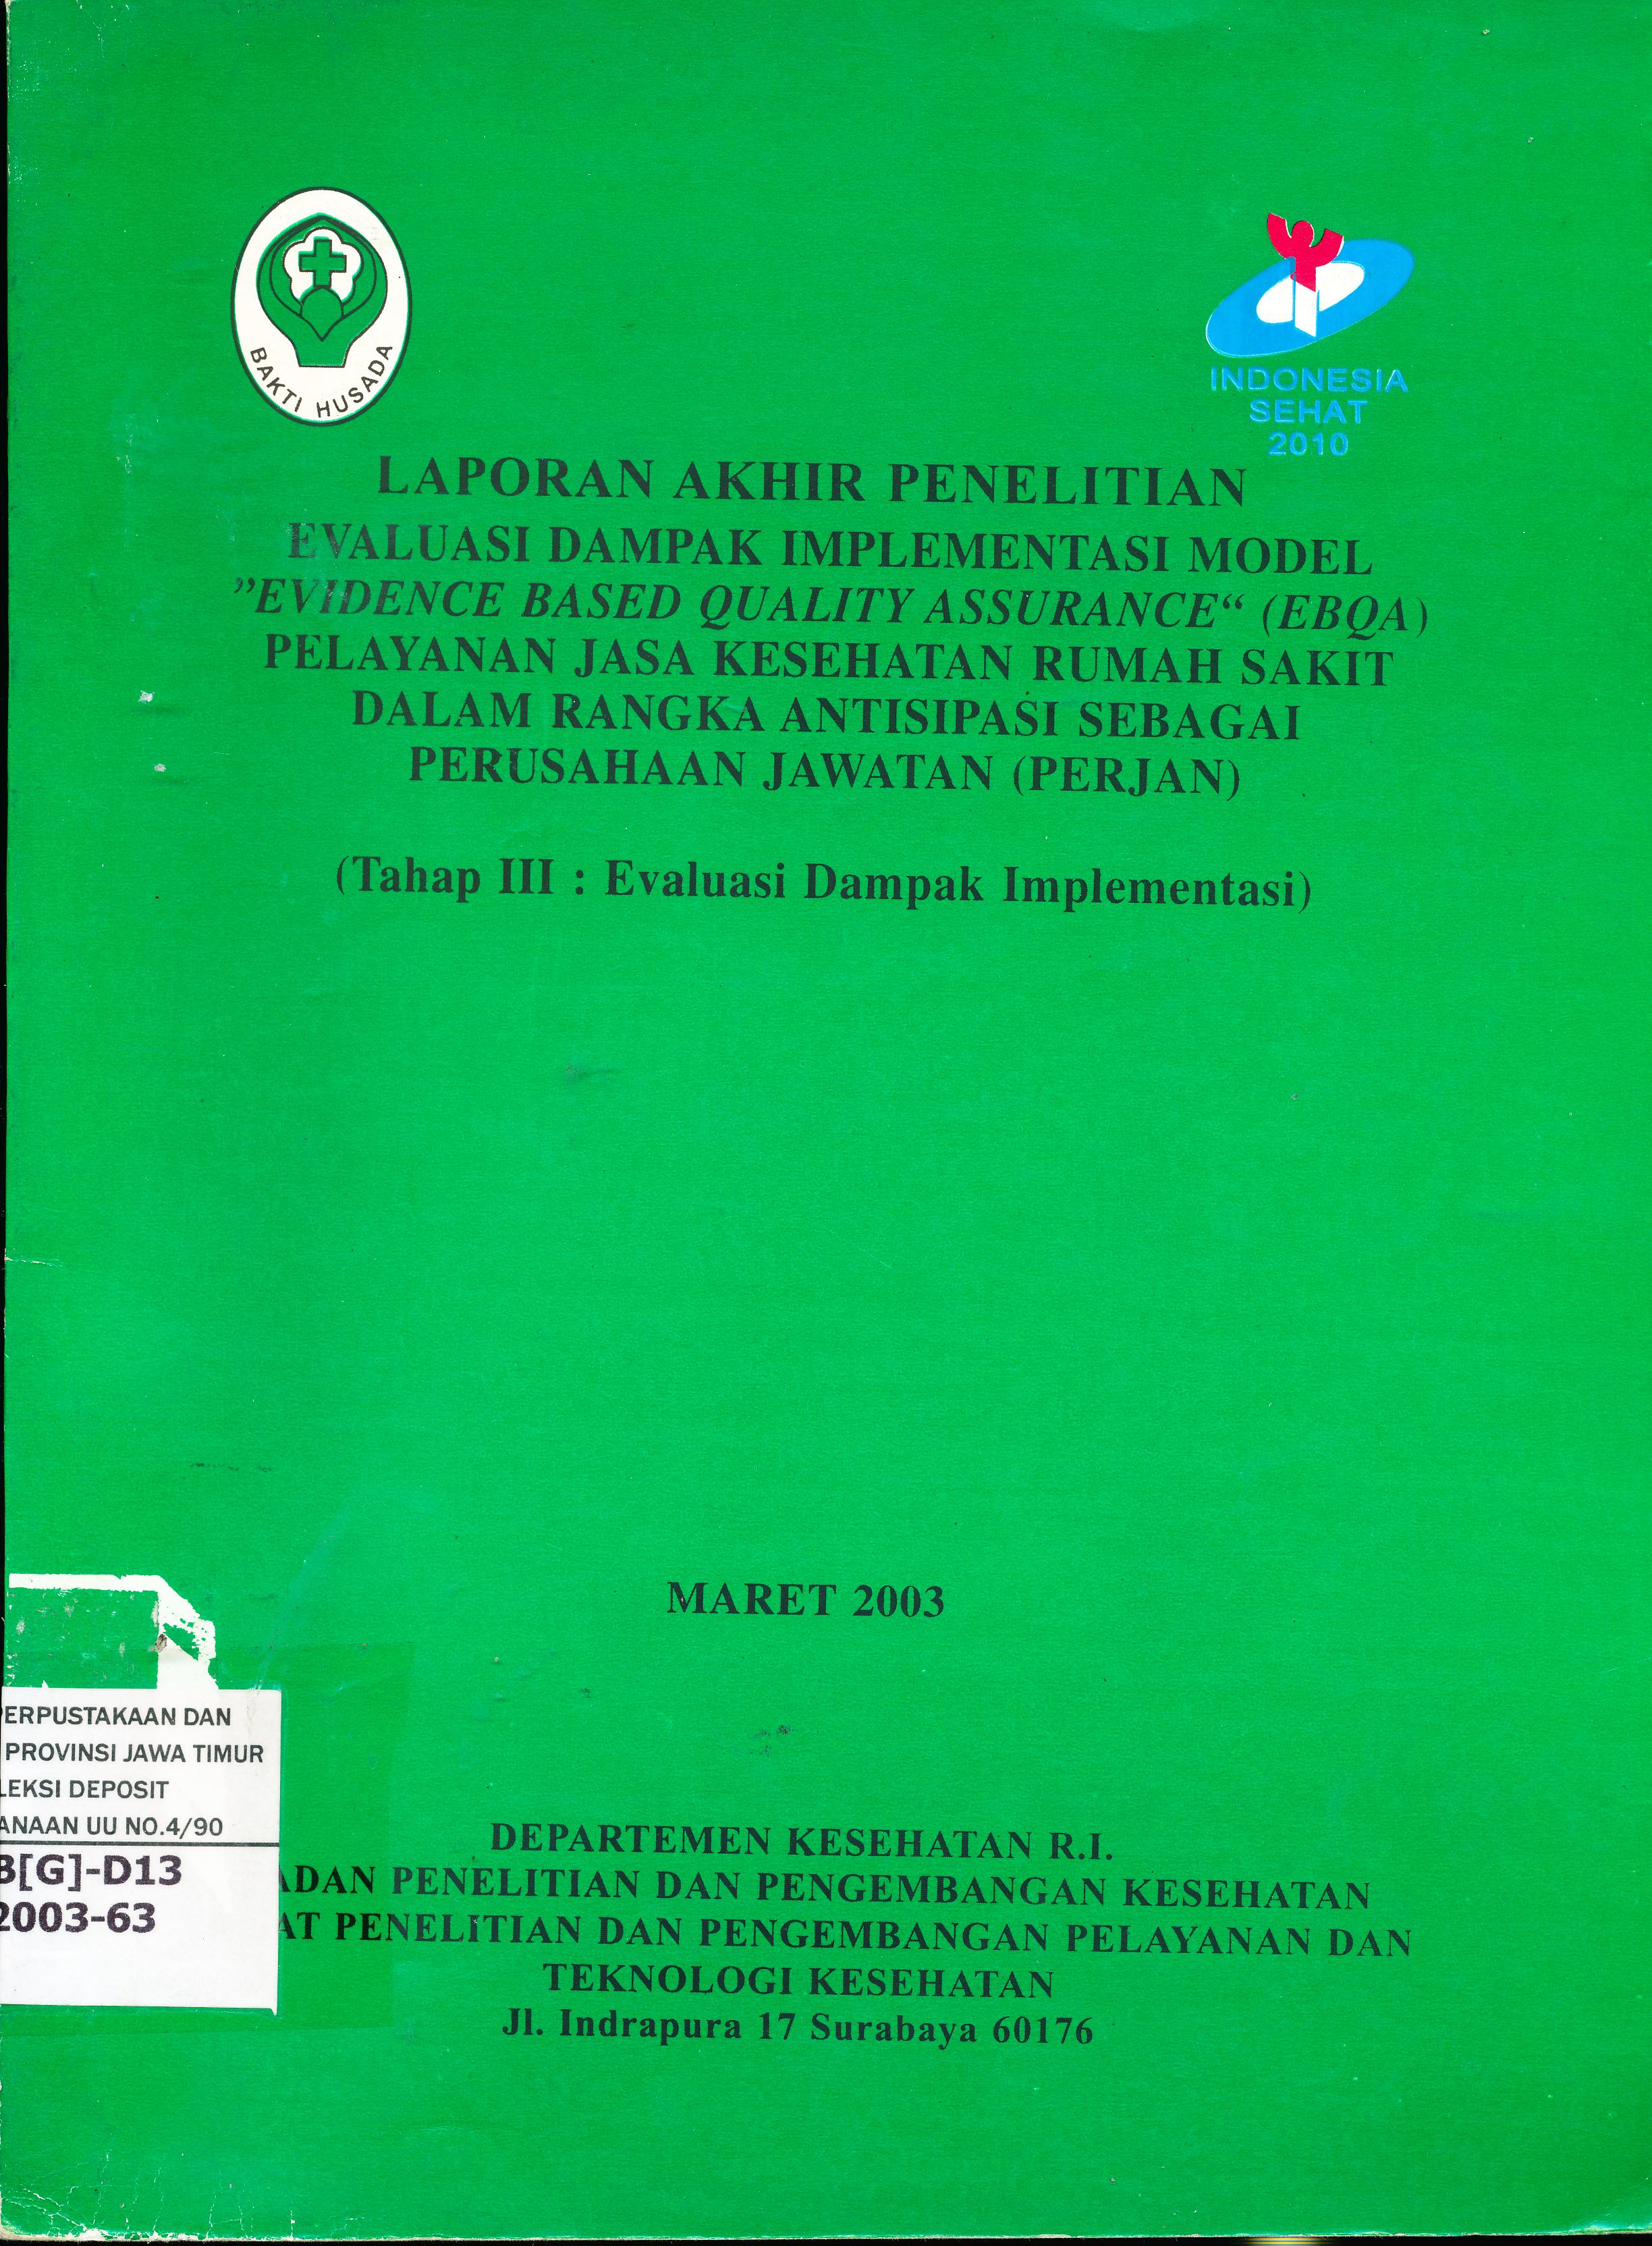 BAKTI HUSADA
INDONESIA
SEHAT
2010
LAPORAN AKHIR PENELITIAN
EVALUASI DAMPAK IMPLEMENTASI MODEL
”EVIDENCE BASED QUALITY ASSURANCE“ (EBQA)
PELAYANAN JASA KESEHATAN RUMAH SAKIT
DALAM RANGKA ANTISIPASI SEBAGAI
PERUSAHAAN JAWATAN (PERJAN)
(Tahap III : Evaluasi Dampak Implementasi)
MARET 2003
ERPUSTAKAAN DAN
PROVINSI JAWA TIMUR
LEKSI DEPOSIT
ANAAN UU NO.4/90
B[G]-D13
2003-63
DEPARTEMEN KESEHATAN R.I.
ADAN PENELITIAN DAN PENGEMBANGAN KESEHATAN
AT PENELITIAN DAN PENGEMBANGAN PELAYANAN DAN
TEKNOLOGI KESEHATAN
Jl. Indrapura 17 Surabaya 60176